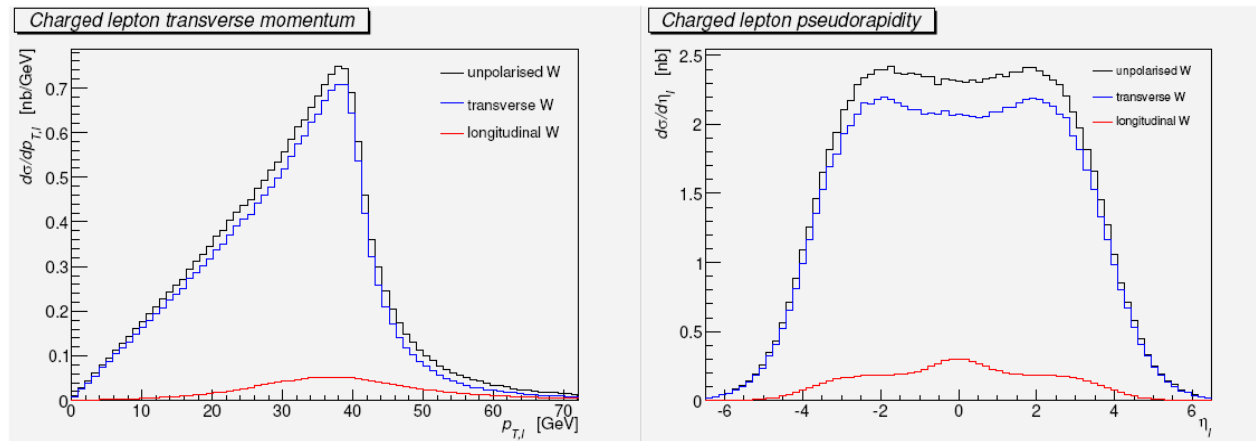 Charged lepton transverse momentum
dσ/dp_{T,l} [nb/GeV]
0.7
0.6
0.5
0.4
0.3
0.2
0.1
0
unpolarised W
transverse W
longitudinal W
0 10 20 30 40 50 60 70
p_{T,l} [GeV]
Charged lepton pseudorapidity
dσ/dη_l [nb]
2.5
2
1.5
1
0.5
0
unpolarised W
transverse W
longitudinal W
-6 -4 -2 0 2 4 6
η_l